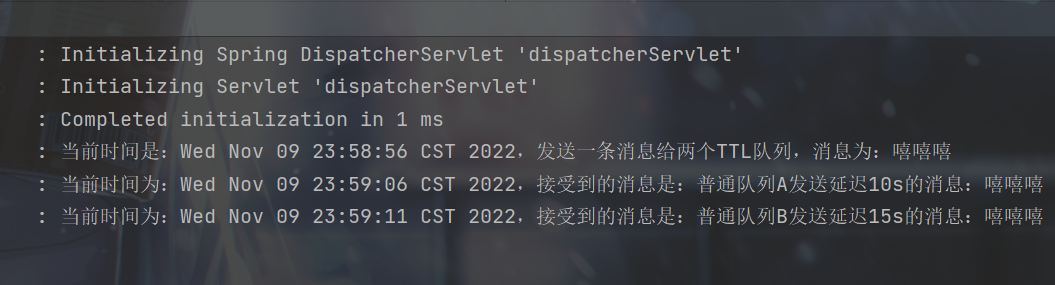 : Initializing Spring DispatcherServlet 'dispatcherServlet'
: Initializing Servlet 'dispatcherServlet'
: Completed initialization in 1 ms
: 当前时间是：Wed Nov 09 23:58:56 CST 2022，发送一条消息给两个TTL队列，消息为：嘻嘻嘻
: 当前时间为：Wed Nov 09 23:59:06 CST 2022，接受到的消息是：普通队列A发送延迟10s的消息：嘻嘻嘻
: 当前时间为：Wed Nov 09 23:59:11 CST 2022，接受到的消息是：普通队列B发送延迟15s的消息：嘻嘻嘻